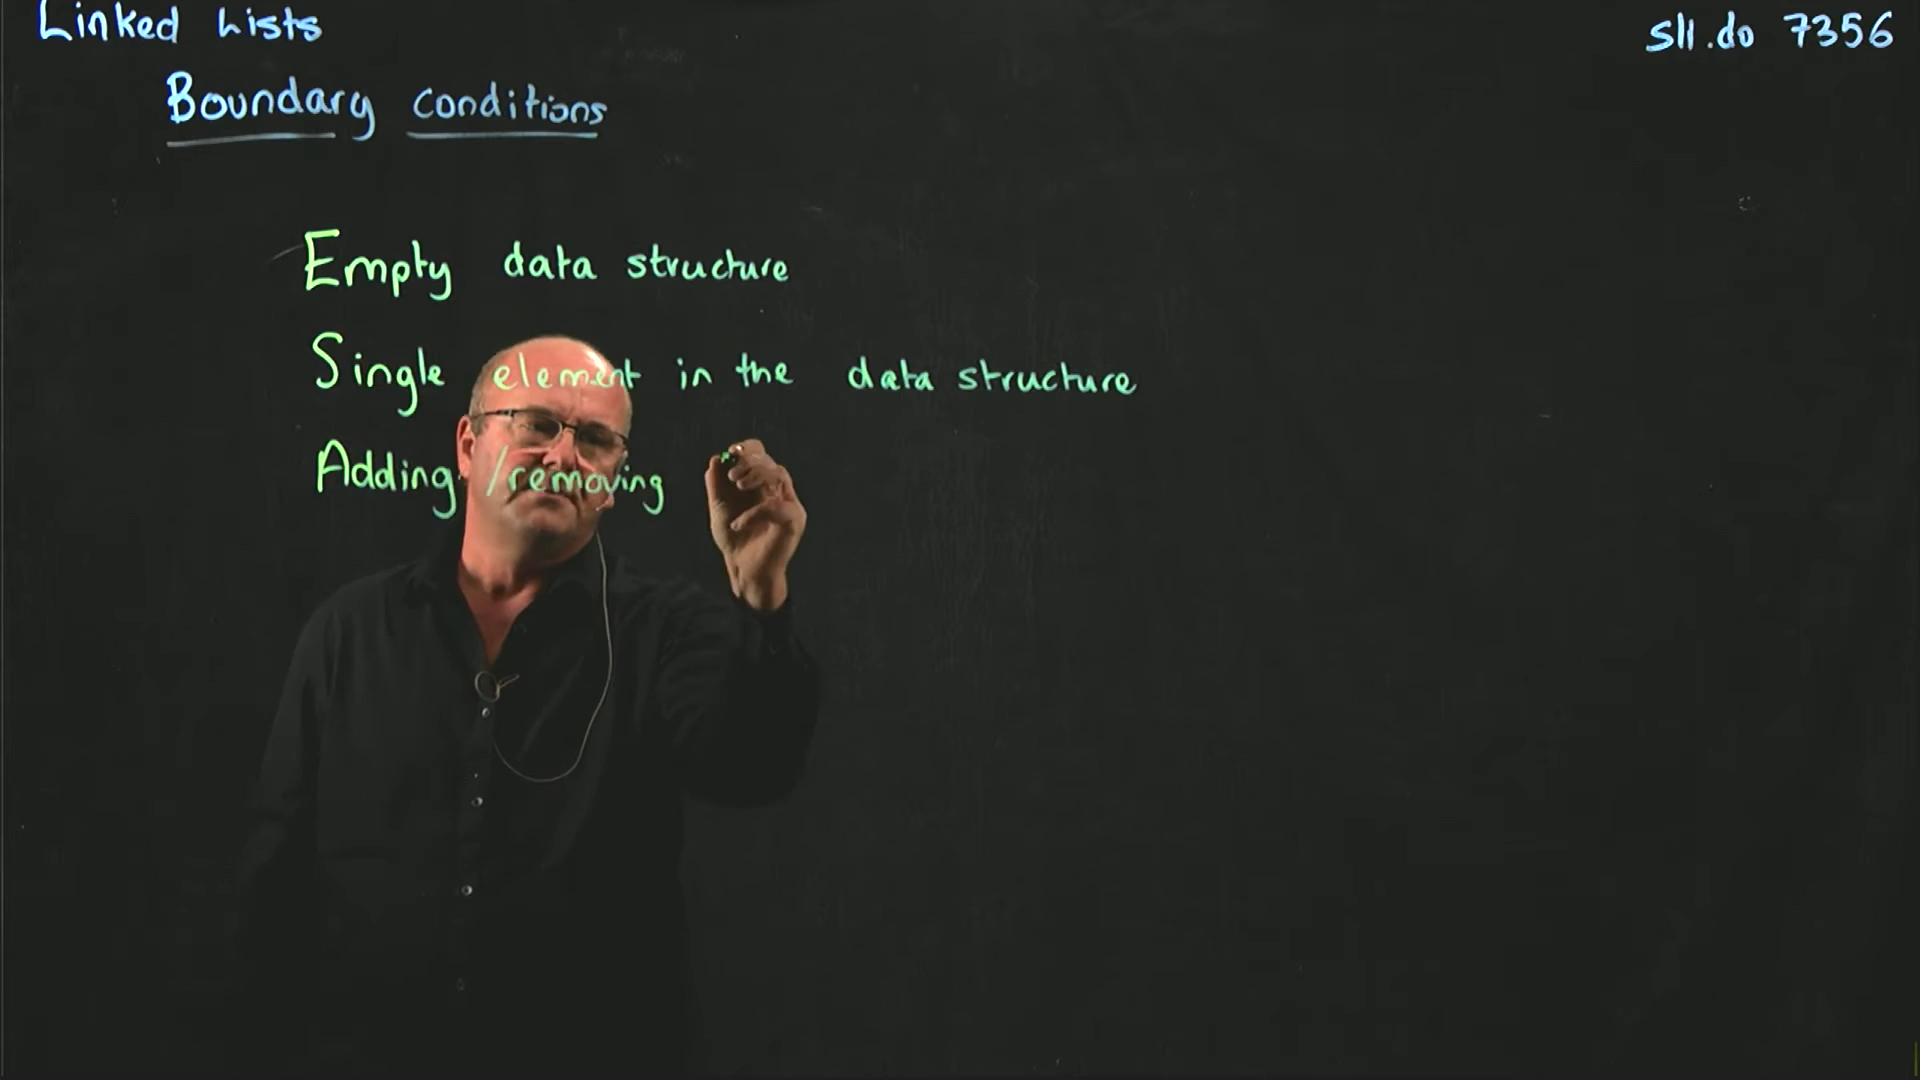 Linked Lists
sli.do 7356
Boundary conditions
Empty data structure
Single element in the data structure
Adding /removing